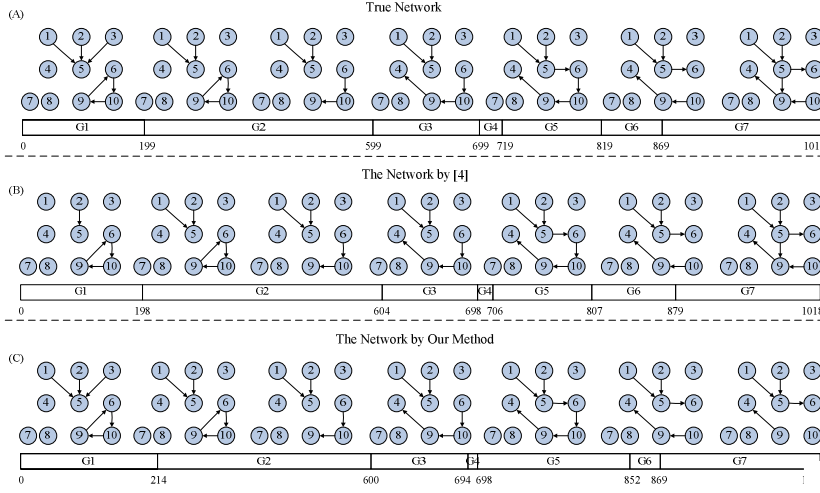 True Network
(A)
1 2 3 1 2 3 1 2 3 1 2 3 1 2 3 1 2 3 1 2 3
4 5 6 4 5 6 4 5 6 4 5 6 4 5 6 4 5 6 4 5 6
7 8 9 10 7 8 9 10 7 8 9 10 7 8 9 10 7 8 9 10 7 8 9 10 7 8 9 10
G1 G2 G3 G4 G5 G6 G7
0 199 599 699 719 819 869 101
The Network by [4]
(B)
1 2 3 1 2 3 1 2 3 1 2 3 1 2 3 1 2 3 1 2 3
4 5 6 4 5 6 4 5 6 4 5 6 4 5 6 4 5 6 4 5 6
7 8 9 10 7 8 9 10 7 8 9 10 7 8 9 10 7 8 9 10 7 8 9 10 7 8 9 10
G1 G2 G3 G4 G5 G6 G7
0 198 604 698 706 807 879 1018
The Network by Our Method
(C)
1 2 3 1 2 3 1 2 3 1 2 3 1 2 3 1 2 3 1 2 3
4 5 6 4 5 6 4 5 6 4 5 6 4 5 6 4 5 6 4 5 6
7 8 9 10 7 8 9 10 7 8 9 10 7 8 9 10 7 8 9 10 7 8 9 10 7 8 9 10
G1 G2 G3 G4 G5 G6 G7
0 214 600 694 698 852 869